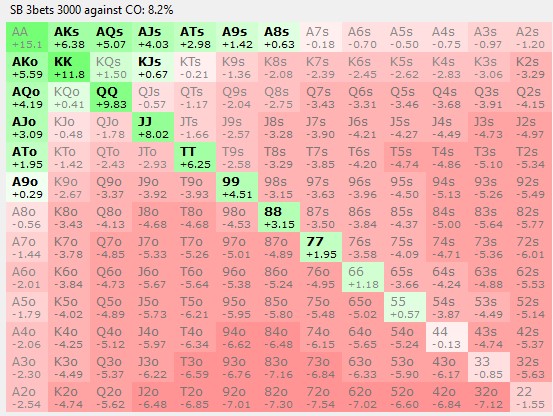 SB 3bets 3000 against CO: 8.2%
AA AKs AQs AJs ATs A9s A8s A7s A6s A5s A4s A3s A2s
+15.1 +6.38 +5.07 +4.03 +2.98 +1.42 +0.63 -0.18 -0.70 -0.50 -0.75 -0.97 -1.20
AKo KK KQs KJs KTs K9s K8s K7s K6s K5s K4s K3s K2s
+5.59 +11.8 +1.50 +0.67 -0.21 -1.36 -2.08 -2.39 -2.45 -2.62 -2.83 -3.06 -3.29
AQo KQo QQ QJs QTs Q9s Q8s Q7s Q6s Q5s Q4s Q3s Q2s
+4.19 +0.41 +9.83 -0.57 -1.17 -2.04 -2.75 -3.31 -3.46 -3.68 -3.91 -4.15
AJo KJo QJo JJ JTs J9s J8s J7s J6s J5s J4s J3s J2s
+3.09 -0.48 -1.78 +8.02 -1.66 -2.57 -3.28 -3.90 -4.21 -4.27 -4.49 -4.73 -4.97
ATo KTo QTo JTo TT T9s T8s T7s T6s T5s T4s T3s T2s
+1.95 -1.42 -2.43 -2.93 +6.25 -2.58 -3.29 -3.85 -4.20 -4.74 -4.86 -5.10 -5.34
A9o K9o Q9o J9o T9o 99 98s 97s 96s 95s 94s 93s 92s
+0.29 -2.67 -3.37 -3.92 -3.93 +4.51 -3.15 -3.63 -3.96 -4.50 -5.13 -5.26 -5.49
A8o K8o Q8o J8o T8o 98o 88 87s 86s 85s 84s 83s 82s
-0.56 -3.43 -4.13 -4.68 -4.68 -4.53 +3.15 -3.50 -3.84 -4.37 -5.00 -5.64 -5.77
A7o K7o Q7o J7o T7o 97o 87o 77 76s 75s 74s 73s 72s
-1.44 -3.78 -4.85 -5.33 -5.26 -5.01 -4.89 +1.95 -3.58 -4.09 -4.71 -5.36 -6.01
A6o K6o Q6o J6o T6o 96o 86o 76o 66 65s 64s 63s 62s
-2.01 -3.84 -4.73 -5.67 -5.64 -5.38 -5.24 -4.95 +1.18 -3.66 -4.24 -4.88 -5.53
A5o K5o Q5o J5o T5o 95o 85o 75o 65o 55 54s 53s 52s
-1.79 -4.02 -4.89 -5.73 -6.21 -5.95 -5.80 -5.48 -5.02 +0.57 -3.87 -4.49 -5.14
A4o K4o Q4o J4o T4o 94o 84o 74o 64o 54o 44 43s 42s
-2.06 -4.25 -5.12 -5.97 -6.34 -6.62 -6.48 -6.15 -5.65 -5.24 -0.13 -4.74 -5.37
A3o K3o Q3o J3o T3o 93o 83o 73o 63o 53o 43o 33 32s
-2.30 -4.49 -5.37 -6.22 -6.59 -6.76 -7.16 -6.84 -6.33 -5.90 -6.17 -0.85 -5.63
A2o K2o Q2o J2o T2o 92o 82o 72o 62o 52o 42o 32o 22
-2.54 -4.74 -5.62 -6.48 -6.85 -7.01 -7.30 -7.54 -7.02 -6.60 -6.84 -7.12 -1.55